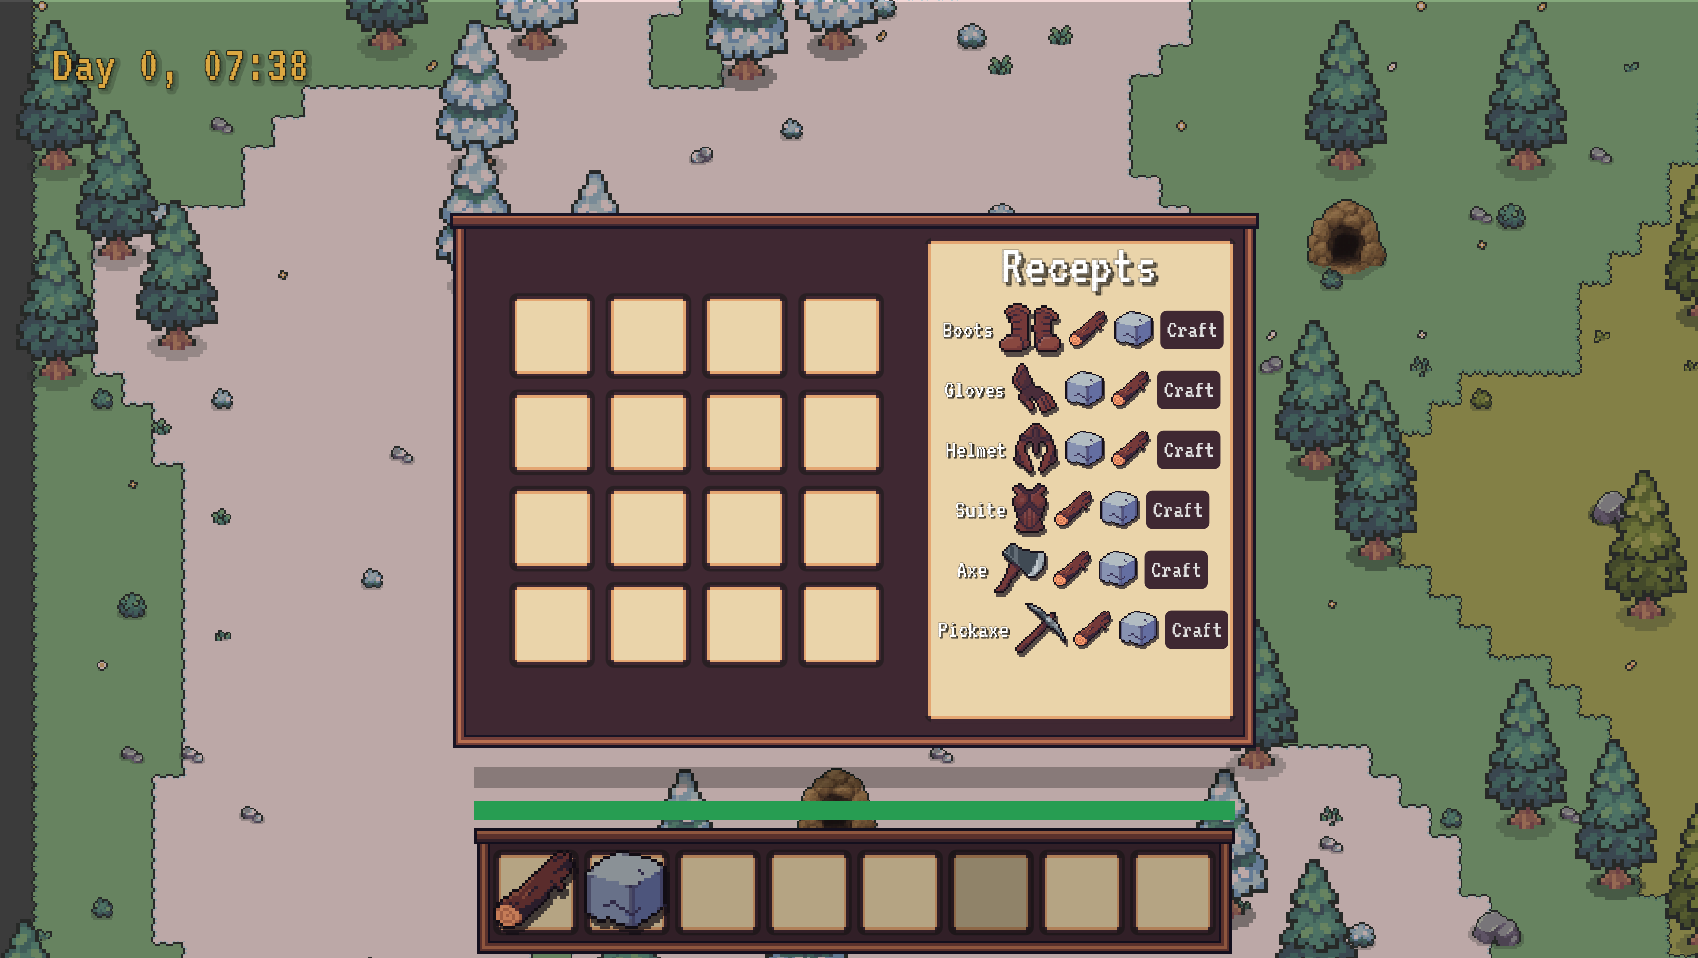 Day 0, 07:38
Recepts
Boots Craft
Gloves Craft
Helmet Craft
Suite Craft
Axe Craft
Pickaxe Craft